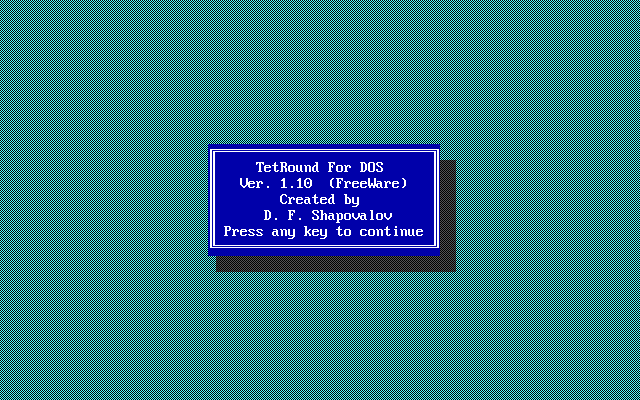 TetRound For DOS
Ver. 1.10 (FreeWare)
Created by
D. F. Shapovalov
Press any key to continue